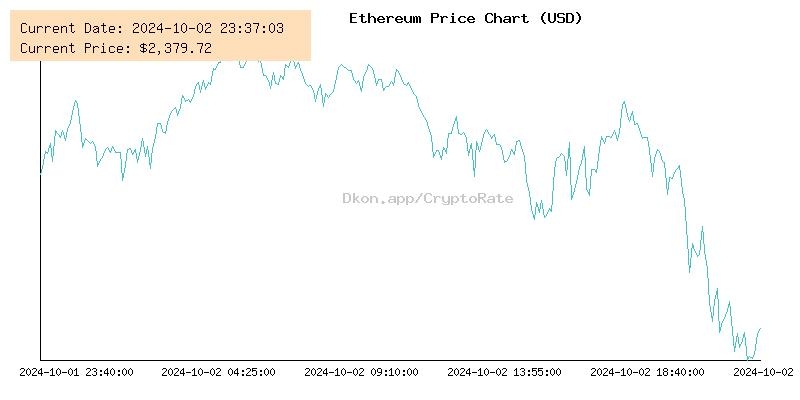 Ethereum Price Chart (USD)
Current Date: 2024-10-02 23:37:03
Current Price: $2,379.72
Dkon.app/CryptoRate
2024-10-01 23:40:00 2024-10-02 04:25:00 2024-10-02 09:10:00 2024-10-02 13:55:00 2024-10-02 18:40:00 2024-10-02